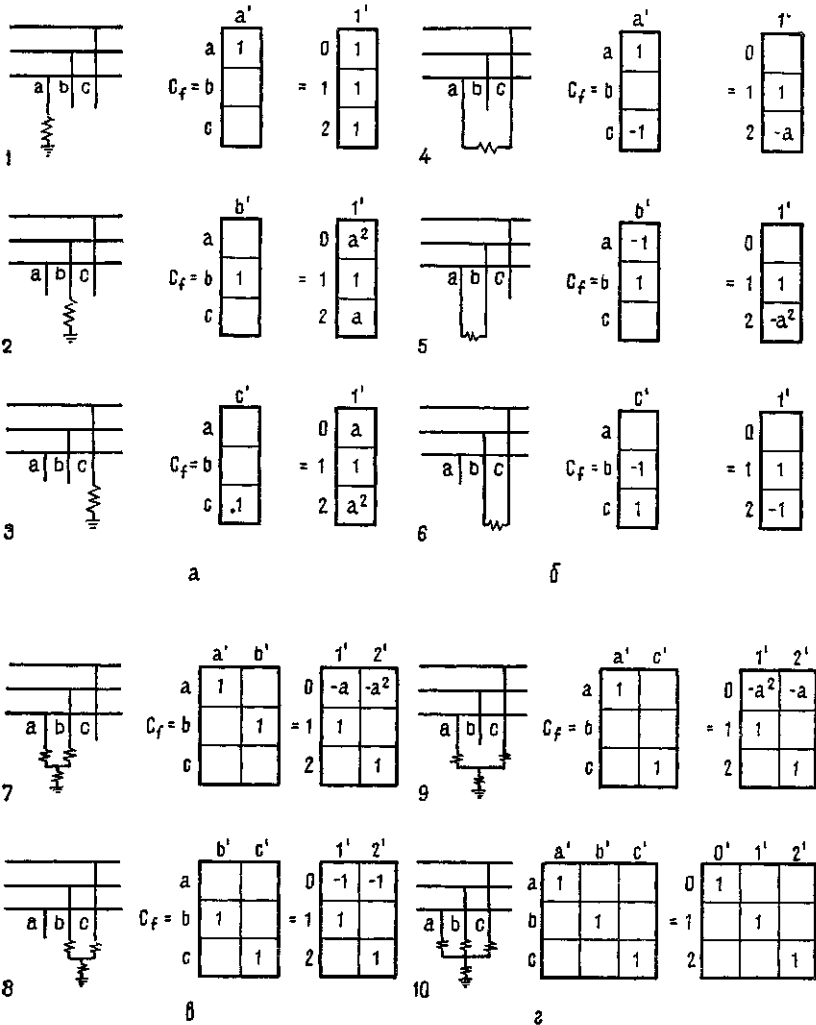 a' 1' a' 1'
a 1 0 1 a 1 0
a b c C_f = b = 1 1 a b c C_f = b = 1 1
c 2 1 c -1 2 -a
1 4
b' 1' b' 1'
a 0 a² a -1 0
a b c C_f = b 1 = 1 1 a b c C_f = b 1 = 1 1
c 2 a c 2 -a²
2 5
c' 1' c' 1'
a 0 a a 0
a b c C_f = b = 1 1 a b c C_f = b -1 = 1 1
c .1 2 a² c 1 2 -1
3 6
а б
a' b' 1' 2' a' c' 1' 2'
a 1 0 -a -a² a 1 0 -a² -a
a b c C_f = b 1 = 1 1 a b c C_f = b = 1 1
c 2 1 c 1 2 1
7 9
b' c' 1' 2' a' b' c' 0' 1' 2'
a 0 -1 -1 a 1 0 1
a b c C_f = b 1 = 1 1 a b c b 1 = 1 1
c 1 2 1 c 1 2 1
8 10
в г